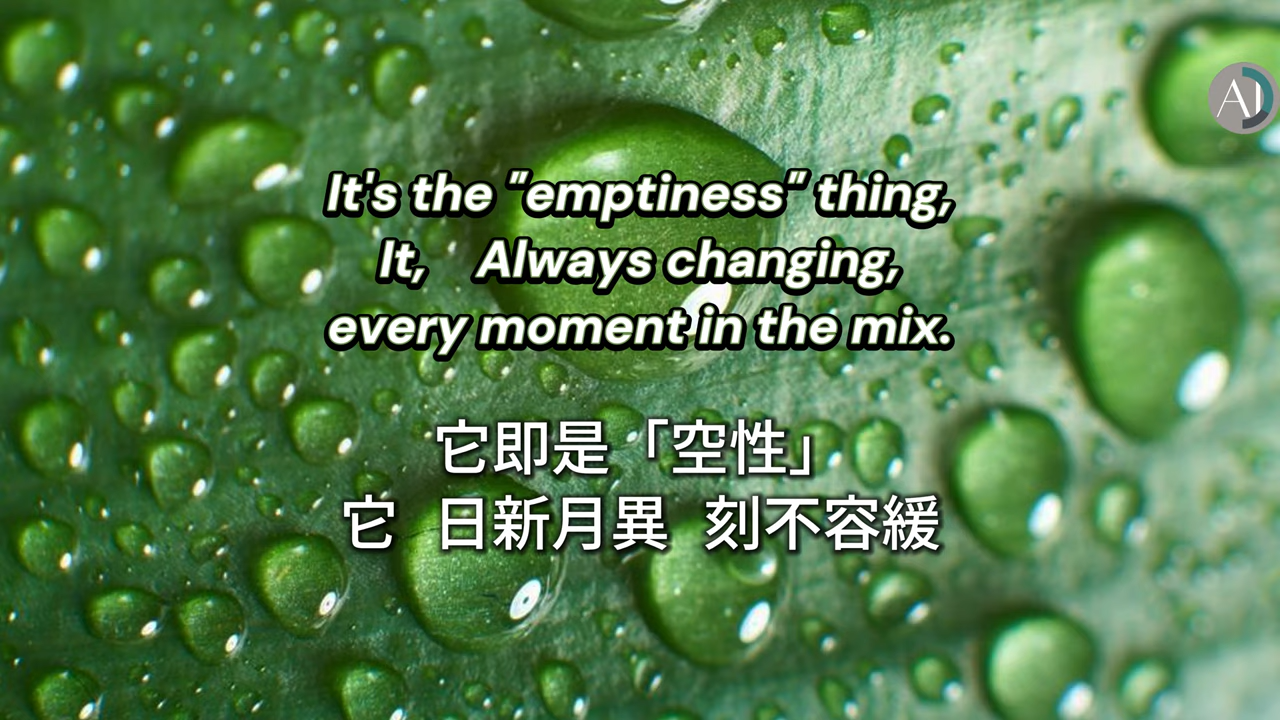 It's the "emptiness" thing,
It, Always changing,
every moment in the mix.
它即是「空性」
它 日新月異 刻不容緩
AI